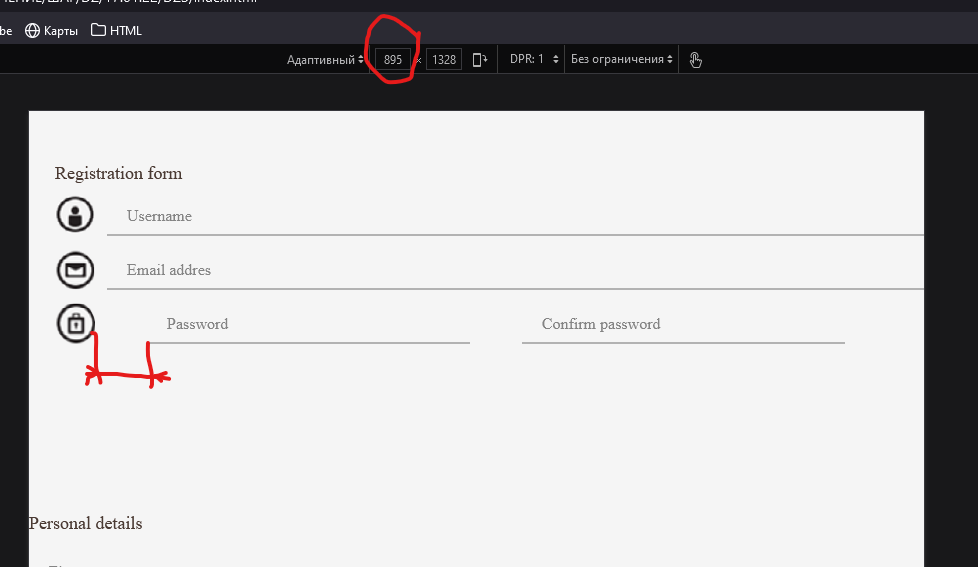 be Карты HTML
Адаптивный 895 × 1328 DPR: 1 Без ограничения
Registration form
Username
Email addres
Password Confirm password
Personal details